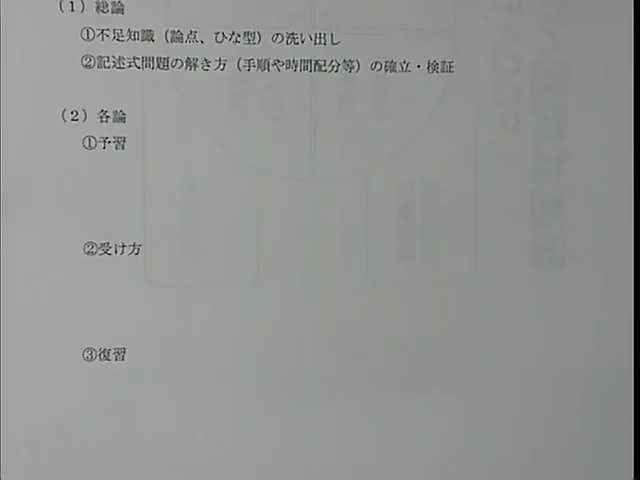 （1）総論
①不足知識（論点、ひな型）の洗い出し
②記述式問題の解き方（手順や時間配分等）の確立・検証
（2）各論
①予習
②受け方
③復習